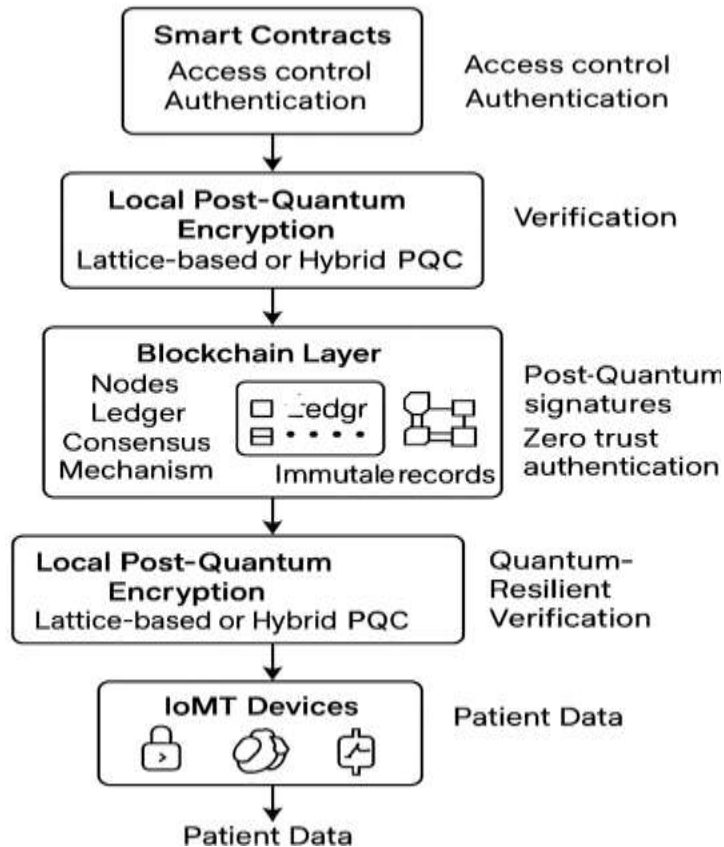 Smart Contracts
Access control
Authentication
Access control
Authentication
Local Post-Quantum
Encryption
Lattice-based or Hybrid PQC
Verification
Blockchain Layer
Nodes
Ledger
Consensus
Mechanism
Immutale records
Post-Quantum
signatures
Zero trust
authentication
Local Post-Quantum
Encryption
Lattice-based or Hybrid PQC
Quantum-
Resilient
Verification
IoMT Devices
Patient Data
Patient Data